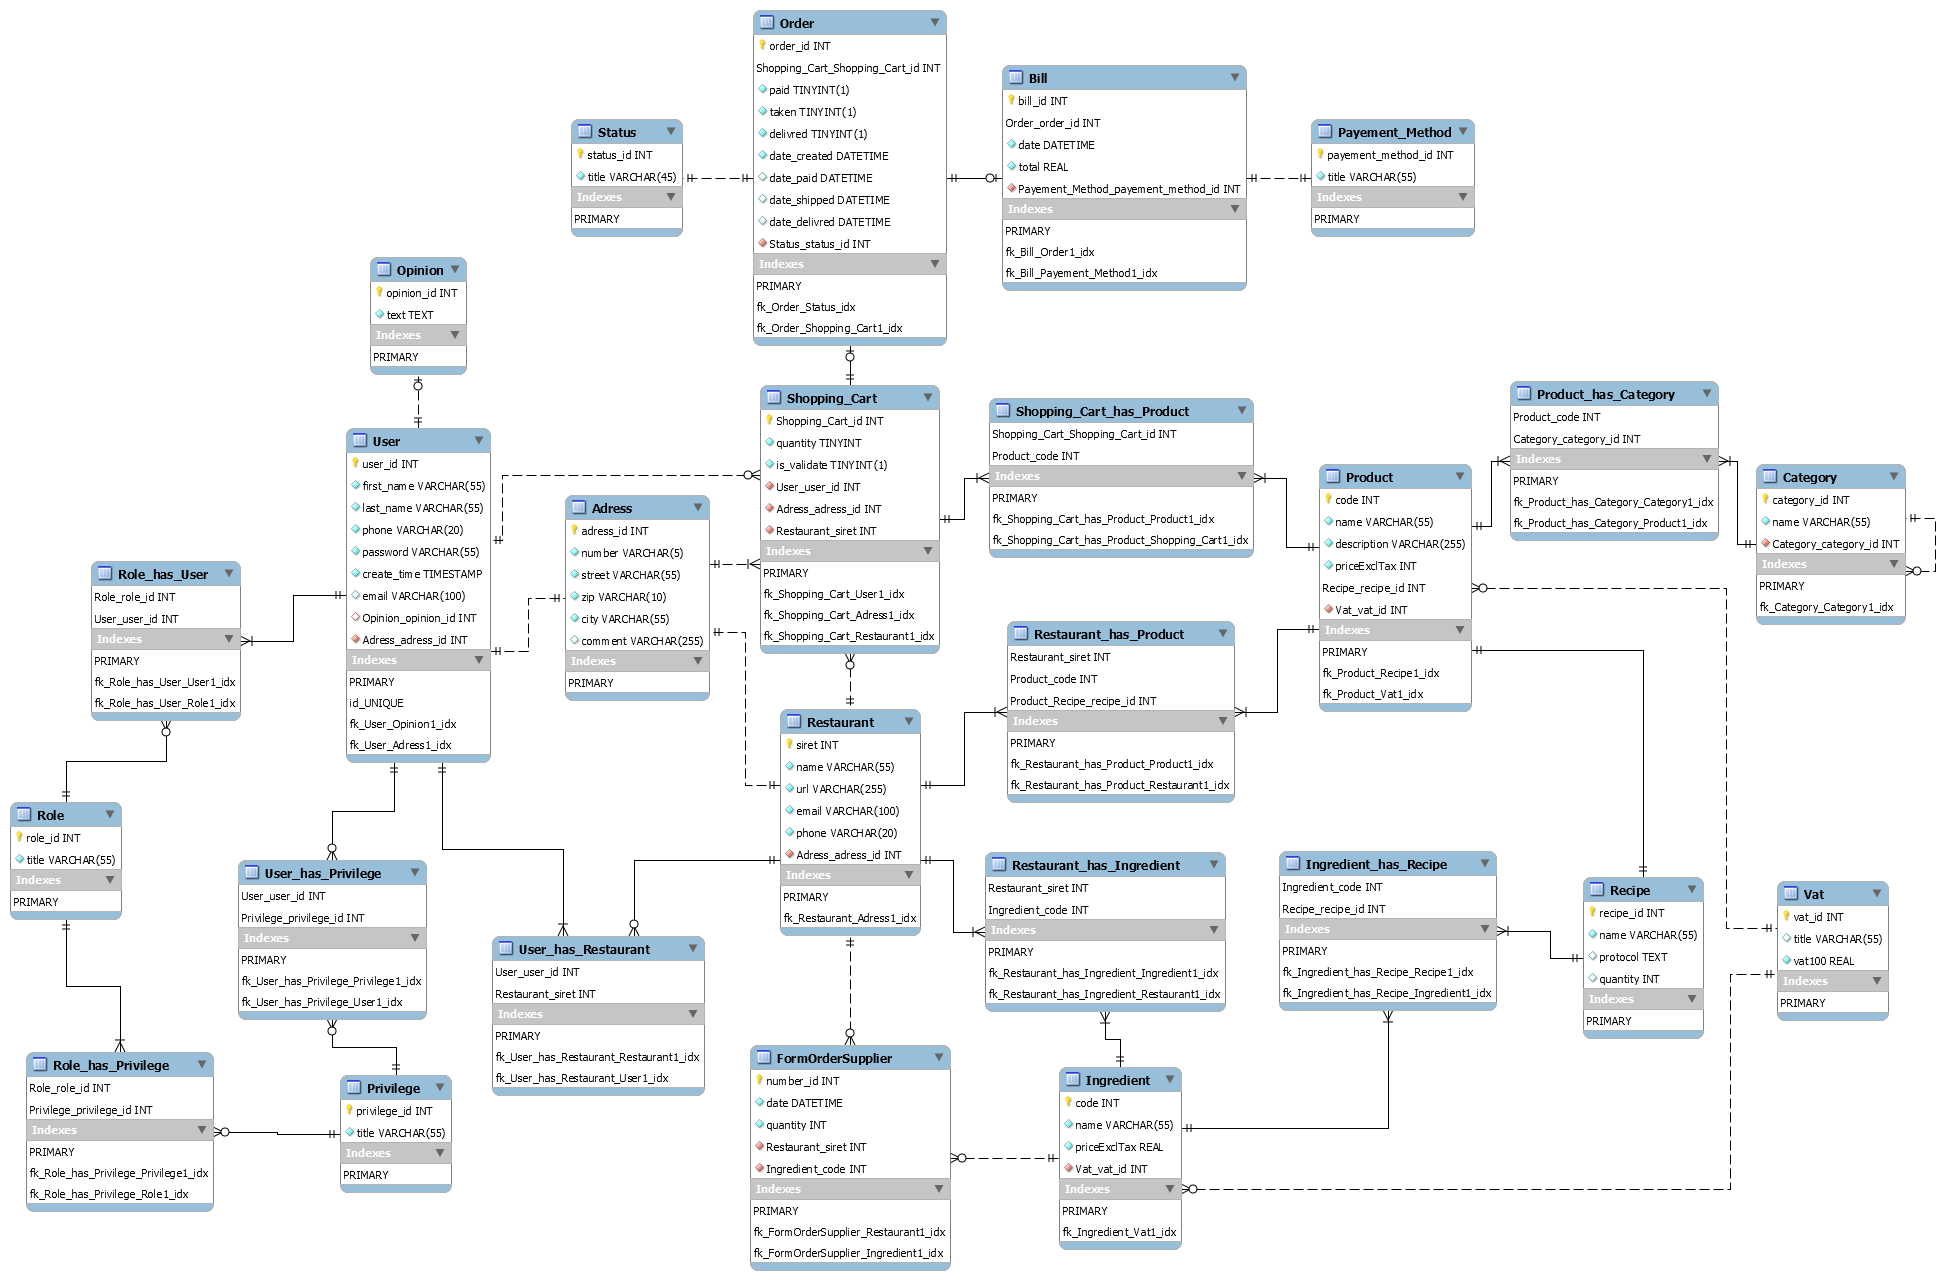 Order
order_id INT
Shopping_Cart_Shopping_Cart_id INT
paid TINYINT(1)
taken TINYINT(1)
delivred TINYINT(1)
date_created DATETIME
date_paid DATETIME
date_shipped DATETIME
date_delivred DATETIME
Status_status_id INT
Indexes
PRIMARY
fk_Order_Status_idx
fk_Order_Shopping_Cart1_idx
Bill
bill_id INT
Order_order_id INT
date DATETIME
total REAL
Payement_Method_payement_method_id INT
Indexes
PRIMARY
fk_Bill_Order1_idx
fk_Bill_Payement_Method1_idx
Status
status_id INT
title VARCHAR(45)
Indexes
PRIMARY
Payement_Method
payement_method_id INT
title VARCHAR(55)
Indexes
PRIMARY
Opinion
opinion_id INT
text TEXT
Indexes
PRIMARY
User
user_id INT
first_name VARCHAR(55)
last_name VARCHAR(55)
phone VARCHAR(20)
password VARCHAR(55)
create_time TIMESTAMP
email VARCHAR(100)
Opinion_opinion_id INT
Adress_adress_id INT
Indexes
PRIMARY
id_UNIQUE
fk_User_Opinion1_idx
fk_User_Adress1_idx
Shopping_Cart
Shopping_Cart_id INT
quantity TINYINT
is_validate TINYINT(1)
User_user_id INT
Adress_adress_id INT
Restaurant_siret INT
Indexes
PRIMARY
fk_Shopping_Cart_User1_idx
fk_Shopping_Cart_Adress1_idx
fk_Shopping_Cart_Restaurant1_idx
Shopping_Cart_has_Product
Shopping_Cart_Shopping_Cart_id INT
Product_code INT
Indexes
PRIMARY
fk_Shopping_Cart_has_Product_Product1_idx
fk_Shopping_Cart_has_Product_Shopping_Cart1_idx
Product_has_Category
Product_code INT
Category_category_id INT
Indexes
PRIMARY
fk_Product_has_Category_Category1_idx
fk_Product_has_Category_Product1_idx
Product
code INT
name VARCHAR(55)
description VARCHAR(255)
priceExclTax INT
Recipe_recipe_id INT
Vat_vat_id INT
Indexes
PRIMARY
fk_Product_Recipe1_idx
fk_Product_Vat1_idx
Category
category_id INT
name VARCHAR(55)
Category_category_id INT
Indexes
PRIMARY
fk_Category_Category1_idx
Adress
adress_id INT
number VARCHAR(5)
street VARCHAR(55)
zip VARCHAR(10)
city VARCHAR(55)
comment VARCHAR(255)
Indexes
PRIMARY
Role_has_User
Role_role_id INT
User_user_id INT
Indexes
PRIMARY
fk_Role_has_User_User1_idx
fk_Role_has_User_Role1_idx
Restaurant_has_Product
Restaurant_siret INT
Product_code INT
Product_Recipe_recipe_id INT
Indexes
PRIMARY
fk_Restaurant_has_Product_Product1_idx
fk_Restaurant_has_Product_Restaurant1_idx
Restaurant
siret INT
name VARCHAR(55)
url VARCHAR(255)
email VARCHAR(100)
phone VARCHAR(20)
Adress_adress_id INT
Indexes
PRIMARY
fk_Restaurant_Adress1_idx
Role
role_id INT
title VARCHAR(55)
Indexes
PRIMARY
User_has_Privilege
User_user_id INT
Privilege_privilege_id INT
Indexes
PRIMARY
fk_User_has_Privilege_Privilege1_idx
fk_User_has_Privilege_User1_idx
User_has_Restaurant
User_user_id INT
Restaurant_siret INT
Indexes
PRIMARY
fk_User_has_Restaurant_Restaurant1_idx
fk_User_has_Restaurant_User1_idx
Restaurant_has_Ingredient
Restaurant_siret INT
Ingredient_code INT
Indexes
PRIMARY
fk_Restaurant_has_Ingredient_Ingredient1_idx
fk_Restaurant_has_Ingredient_Restaurant1_idx
Ingredient_has_Recipe
Ingredient_code INT
Recipe_recipe_id INT
Indexes
PRIMARY
fk_Ingredient_has_Recipe_Recipe1_idx
fk_Ingredient_has_Recipe_Ingredient1_idx
Recipe
recipe_id INT
name VARCHAR(55)
protocol TEXT
quantity INT
Indexes
PRIMARY
Vat
vat_id INT
title VARCHAR(55)
vat100 REAL
Indexes
PRIMARY
Role_has_Privilege
Role_role_id INT
Privilege_privilege_id INT
Indexes
PRIMARY
fk_Role_has_Privilege_Privilege1_idx
fk_Role_has_Privilege_Role1_idx
Privilege
privilege_id INT
title VARCHAR(55)
Indexes
PRIMARY
FormOrderSupplier
number_id INT
date DATETIME
quantity INT
Restaurant_siret INT
Ingredient_code INT
Indexes
PRIMARY
fk_FormOrderSupplier_Restaurant1_idx
fk_FormOrderSupplier_Ingredient1_idx
Ingredient
code INT
name VARCHAR(55)
priceExclTax REAL
Vat_vat_id INT
Indexes
PRIMARY
fk_Ingredient_Vat1_idx